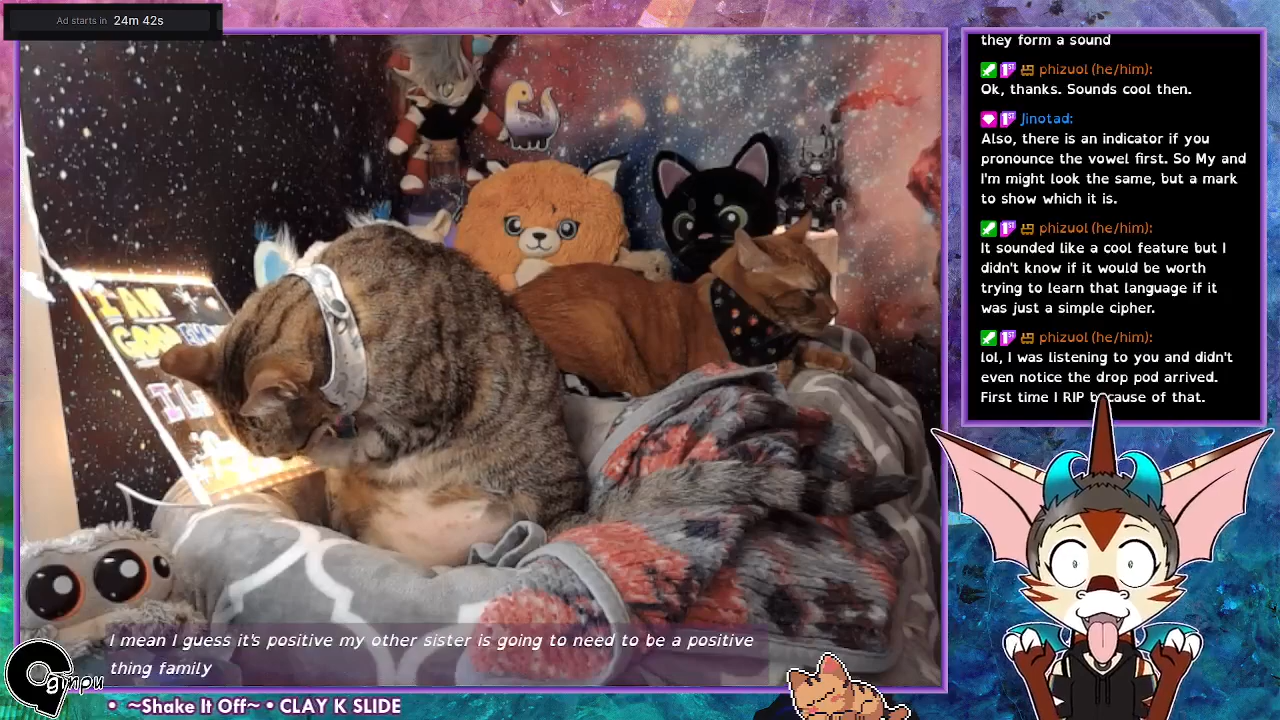 Ad starts in 24m 42s
they form a sound
phizuol (he/him):
Ok, thanks. Sounds cool then.
Jinotad:
Also, there is an indicator if you
pronounce the vowel first. So My and
I'm might look the same, but a mark
to show which it is.
phizuol (he/him):
It sounded like a cool feature but I
didn't know if it would be worth
trying to learn that language if it
was just a simple cipher.
phizuol (he/him):
lol, I was listening to you and didn't
even notice the drop pod arrived.
First time I RIP because of that.
I AM
I mean I guess it's positive my other sister is going to need to be a positive
thing family
ginpu
• ~Shake It Off~ • CLAY K SLIDE